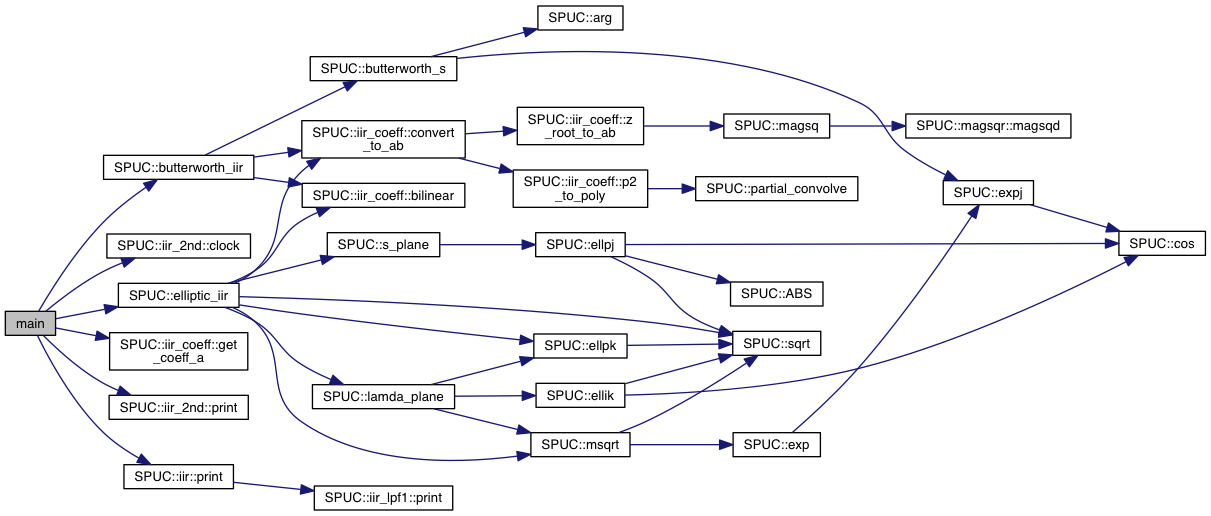 SPUC::arg
SPUC::butterworth_s
SPUC::iir_coeff::convert
_to_ab
SPUC::iir_coeff::z
_root_to_ab
SPUC::magsq
SPUC::magsqr::magsqd
SPUC::butterworth_iir
SPUC::iir_coeff::bilinear
SPUC::iir_coeff::p2
_to_poly
SPUC::partial_convolve
SPUC::expj
SPUC::iir_2nd::clock
SPUC::s_plane
SPUC::ellpj
SPUC::cos
SPUC::elliptic_iir
SPUC::ABS
main
SPUC::iir_coeff::get
_coeff_a
SPUC::ellpk
SPUC::sqrt
SPUC::lamda_plane
SPUC::ellik
SPUC::iir_2nd::print
SPUC::msqrt
SPUC::exp
SPUC::iir::print
SPUC::iir_lpf1::print